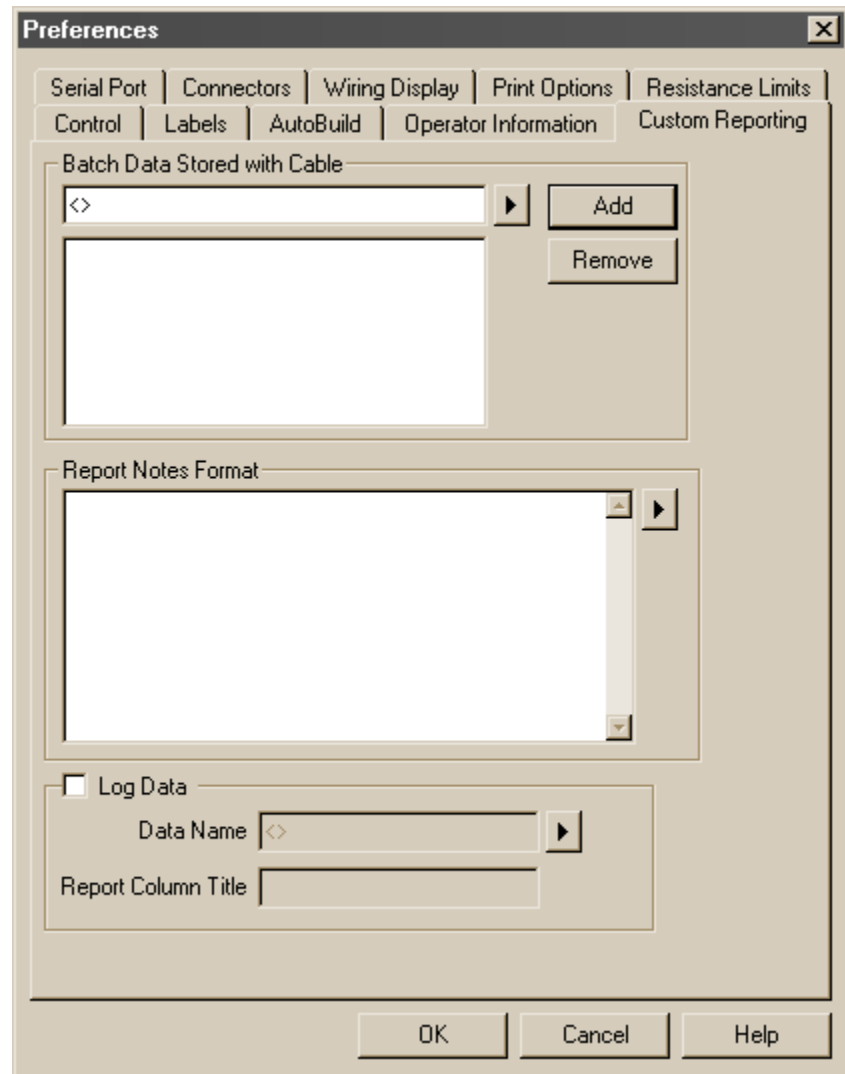 Preferences
Serial Port Connectors Wiring Display Print Options Resistance Limits
Control Labels AutoBuild Operator Information Custom Reporting
Batch Data Stored with Cable
<> Add
Remove
Report Notes Format
Log Data
Data Name <>
Report Column Title
OK Cancel Help